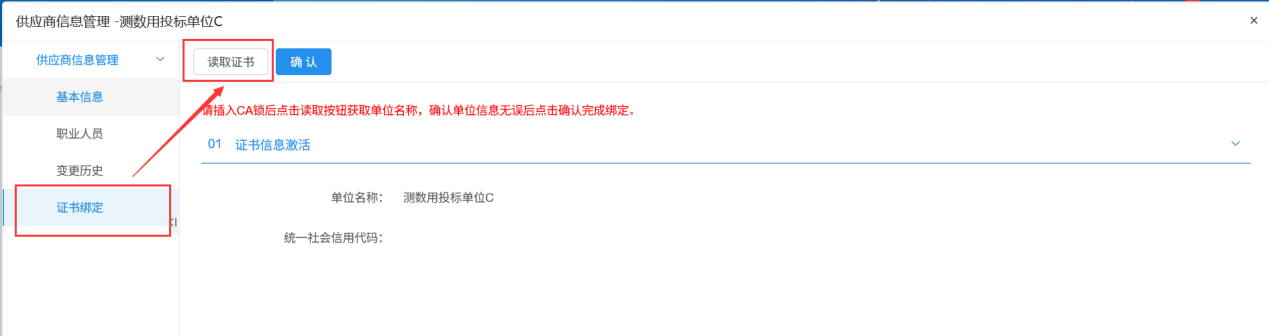 供应商信息管理 -测数用投标单位C
×
供应商信息管理
基本信息
职业人员
变更历史
证书绑定
读取证书
确 认
请插入CA锁后点击读取按钮获取单位名称，确认单位信息无误后点击确认完成绑定。
01 证书信息激活
单位名称： 测数用投标单位C
统一社会信用代码：